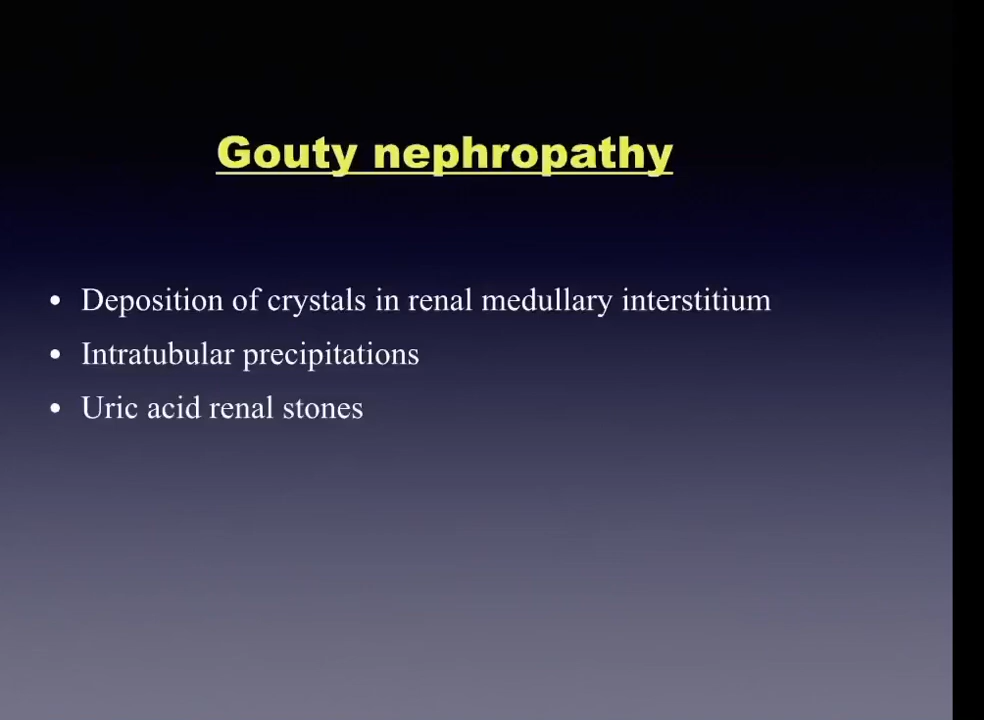 Gouty nephropathy
• Deposition of crystals in renal medullary interstitium
• Intratubular precipitations
• Uric acid renal stones